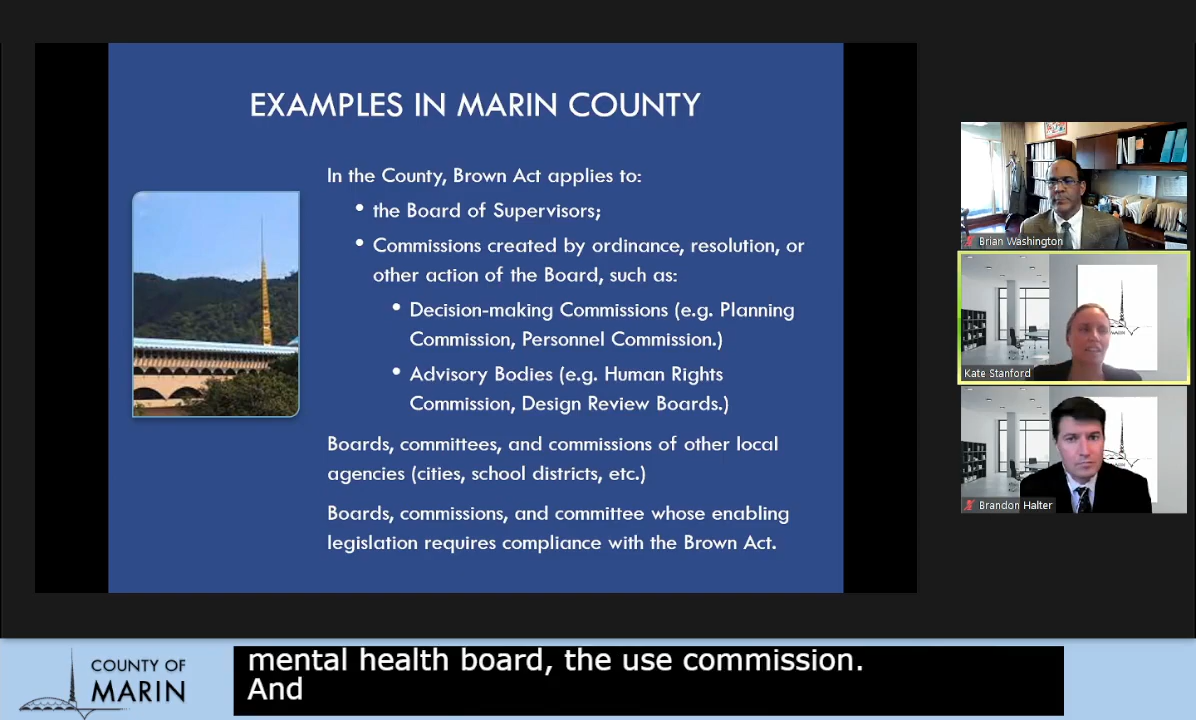 EXAMPLES IN MARIN COUNTY
In the County, Brown Act applies to:
• the Board of Supervisors;
• Commissions created by ordinance, resolution, or
other action of the Board, such as:
• Decision-making Commissions (e.g. Planning
Commission, Personnel Commission.)
• Advisory Bodies (e.g. Human Rights
Commission, Design Review Boards.)
Boards, committees, and commissions of other local
agencies (cities, school districts, etc.)
Boards, commissions, and committee whose enabling
legislation requires compliance with the Brown Act.
Brian Washington
Kate Stanford
Brandon Halter
COUNTY OF
MARIN
mental health board, the use commission.
And